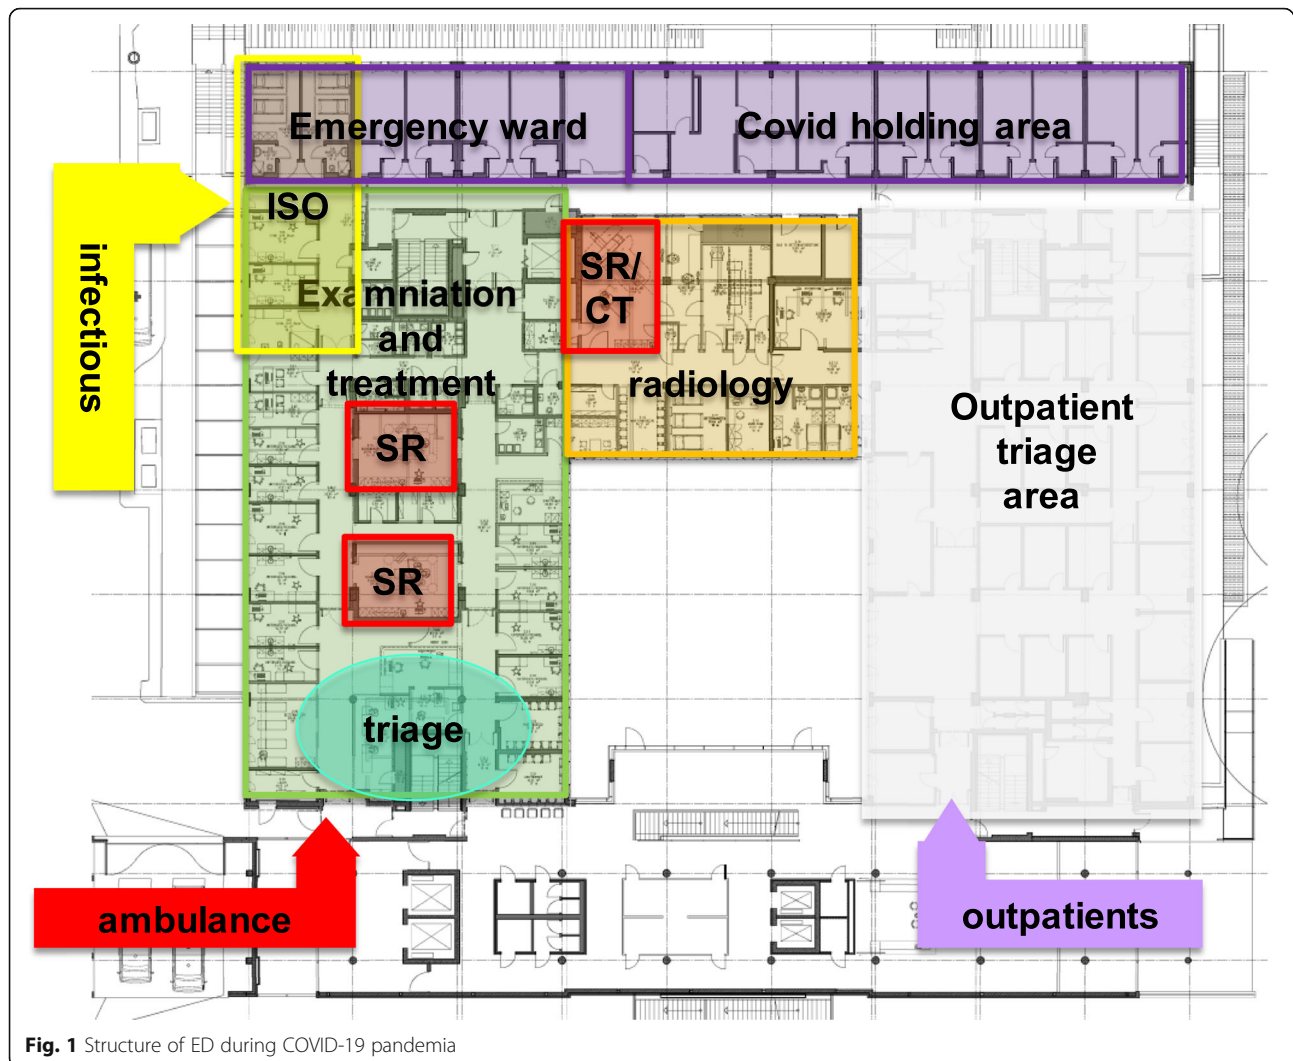 Emergency ward
Covid holding area
ISO
infectious
Examniation
and
treatment
SR/
CT
radiology
Outpatient
triage
area
SR
SR
triage
ambulance
outpatients
Fig. 1 Structure of ED during COVID-19 pandemia